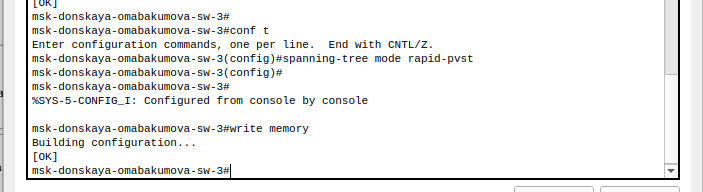 [OK]
msk-donskaya-omabakumova-sw-3#
msk-donskaya-omabakumova-sw-3#conf t
Enter configuration commands, one per line.  End with CNTL/Z.
msk-donskaya-omabakumova-sw-3(config)#spanning-tree mode rapid-pvst
msk-donskaya-omabakumova-sw-3(config)#
msk-donskaya-omabakumova-sw-3#
%SYS-5-CONFIG_I: Configured from console by console
msk-donskaya-omabakumova-sw-3#write memory
Building configuration...
[OK]
msk-donskaya-omabakumova-sw-3#